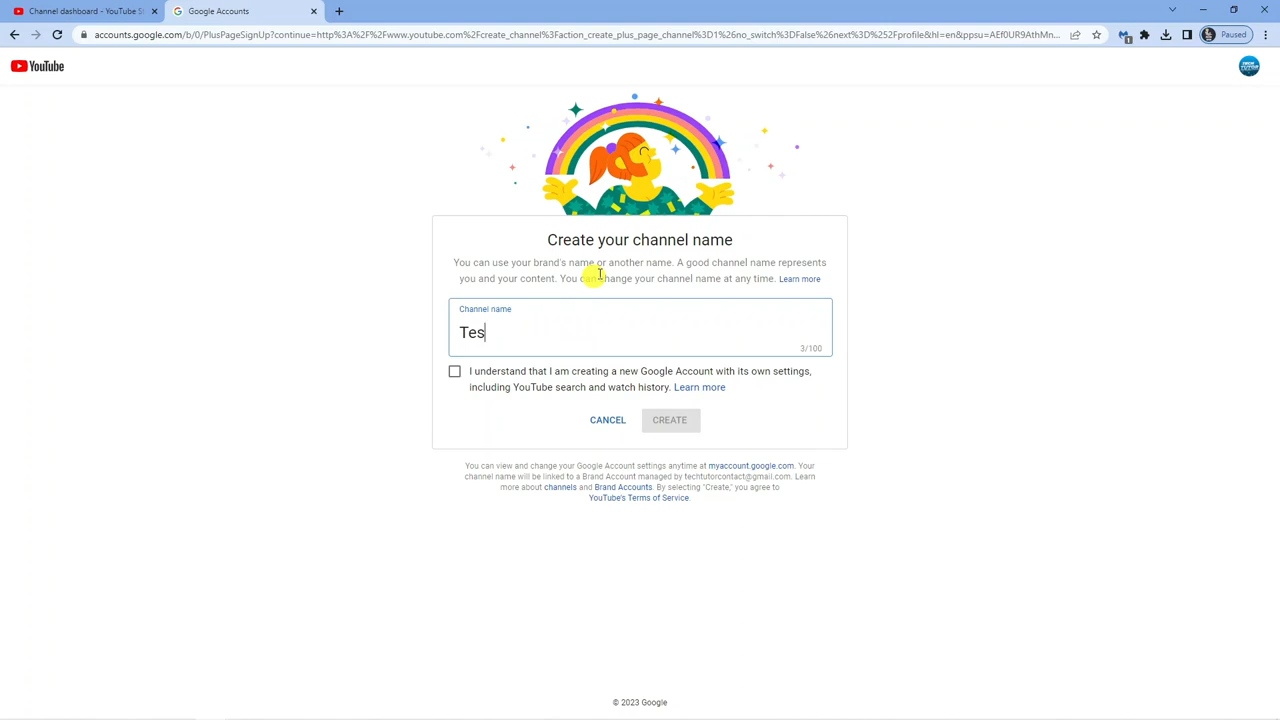 Channel dashboard - YouTube St
Google Accounts
accounts.google.com/b/0/PlusPageSignUp?continue=http%3A%2F%2Fwww.youtube.com%2Fcreate_channel%3Faction_create_plus_page_channel%3D1%26no_switch%3DFalse%26next%3D%252Fprofile&hl=en&ppsu=AEf0UR9AthMn...
1
Paused
YouTube
TECH TUTOR
Create your channel name
You can use your brand's name or another name. A good channel name represents
you and your content. You can change your channel name at any time. Learn more
Channel name
Tes
3/100
I understand that I am creating a new Google Account with its own settings,
including YouTube search and watch history. Learn more
CANCEL
CREATE
You can view and change your Google Account settings anytime at myaccount.google.com. Your
channel name will be linked to a Brand Account managed by techtutorcontact@gmail.com. Learn
more about channels and Brand Accounts. By selecting "Create," you agree to
YouTube's Terms of Service.
© 2023 Google